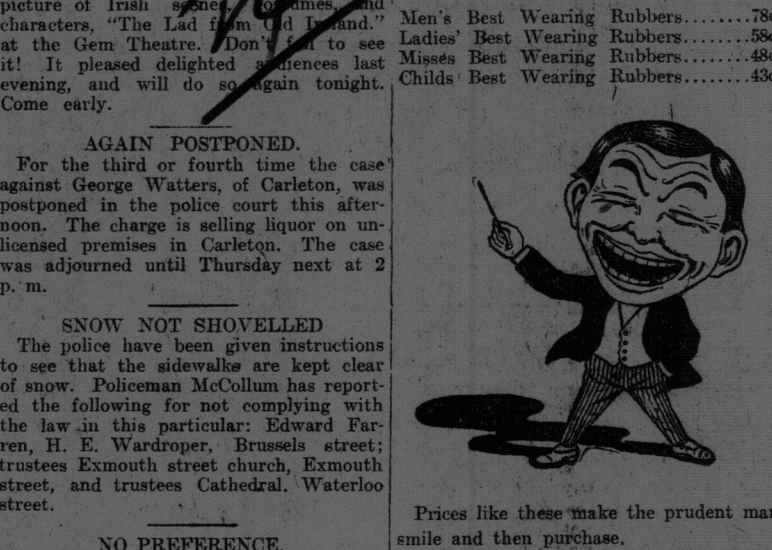 picture of Irish scenes, costumes, and
characters, "The Lad from Old Ireland."
at the Gem Theatre. Don't fail to see
it! It pleased delighted audiences last
evening, and will do so again tonight.
Come early.
AGAIN POSTPONED.
For the third or fourth time the case
against George Watters, of Carleton, was
postponed in the police court this after-
noon. The charge is selling liquor on un-
licensed premises in Carleton. The case
was adjourned until Thursday next at 2
p. m.
SNOW NOT SHOVELLED
The police have been given instructions
to see that the sidewalks are kept clear
of snow. Policeman McCollum has report-
ed the following for not complying with
the law in this particular: Edward Far-
ren, H. E. Wardroper, Brussels street;
trustees Exmouth street church, Exmouth
street, and trustees Cathedral. Waterloo
street.
NO PREFERENCE.
Men's Best Wearing Rubbers........78c
Ladies' Best Wearing Rubbers.......58c
Misses Best Wearing Rubbers.......48c
Childs' Best Wearing Rubbers.......43c
Prices like these make the prudent man
smile and then purchase.